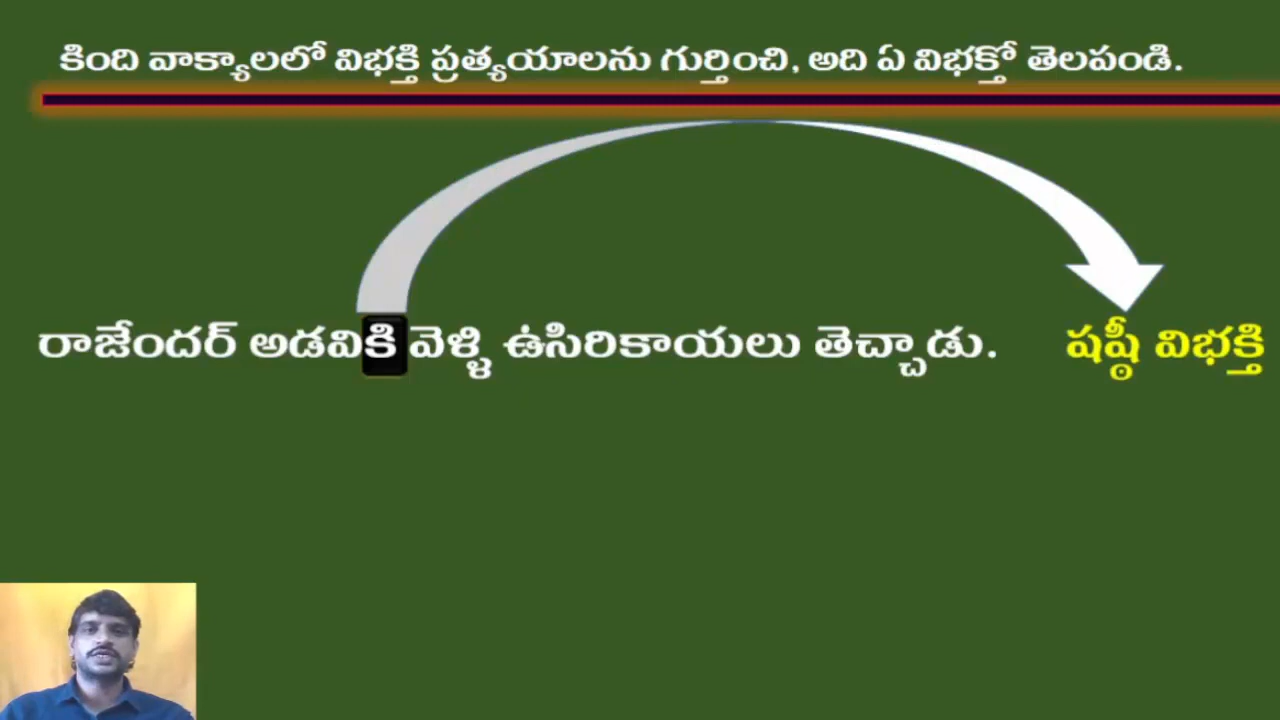 కింది వాక్యాలలో విభక్తి ప్రత్యయాలను గుర్తించి, అది ఏ విభక్తో తెలపండి.
రాజేందర్ అడవికి వెళ్ళి ఉసిరికాయలు తెచ్చాడు. షష్ఠీ విభక్తి